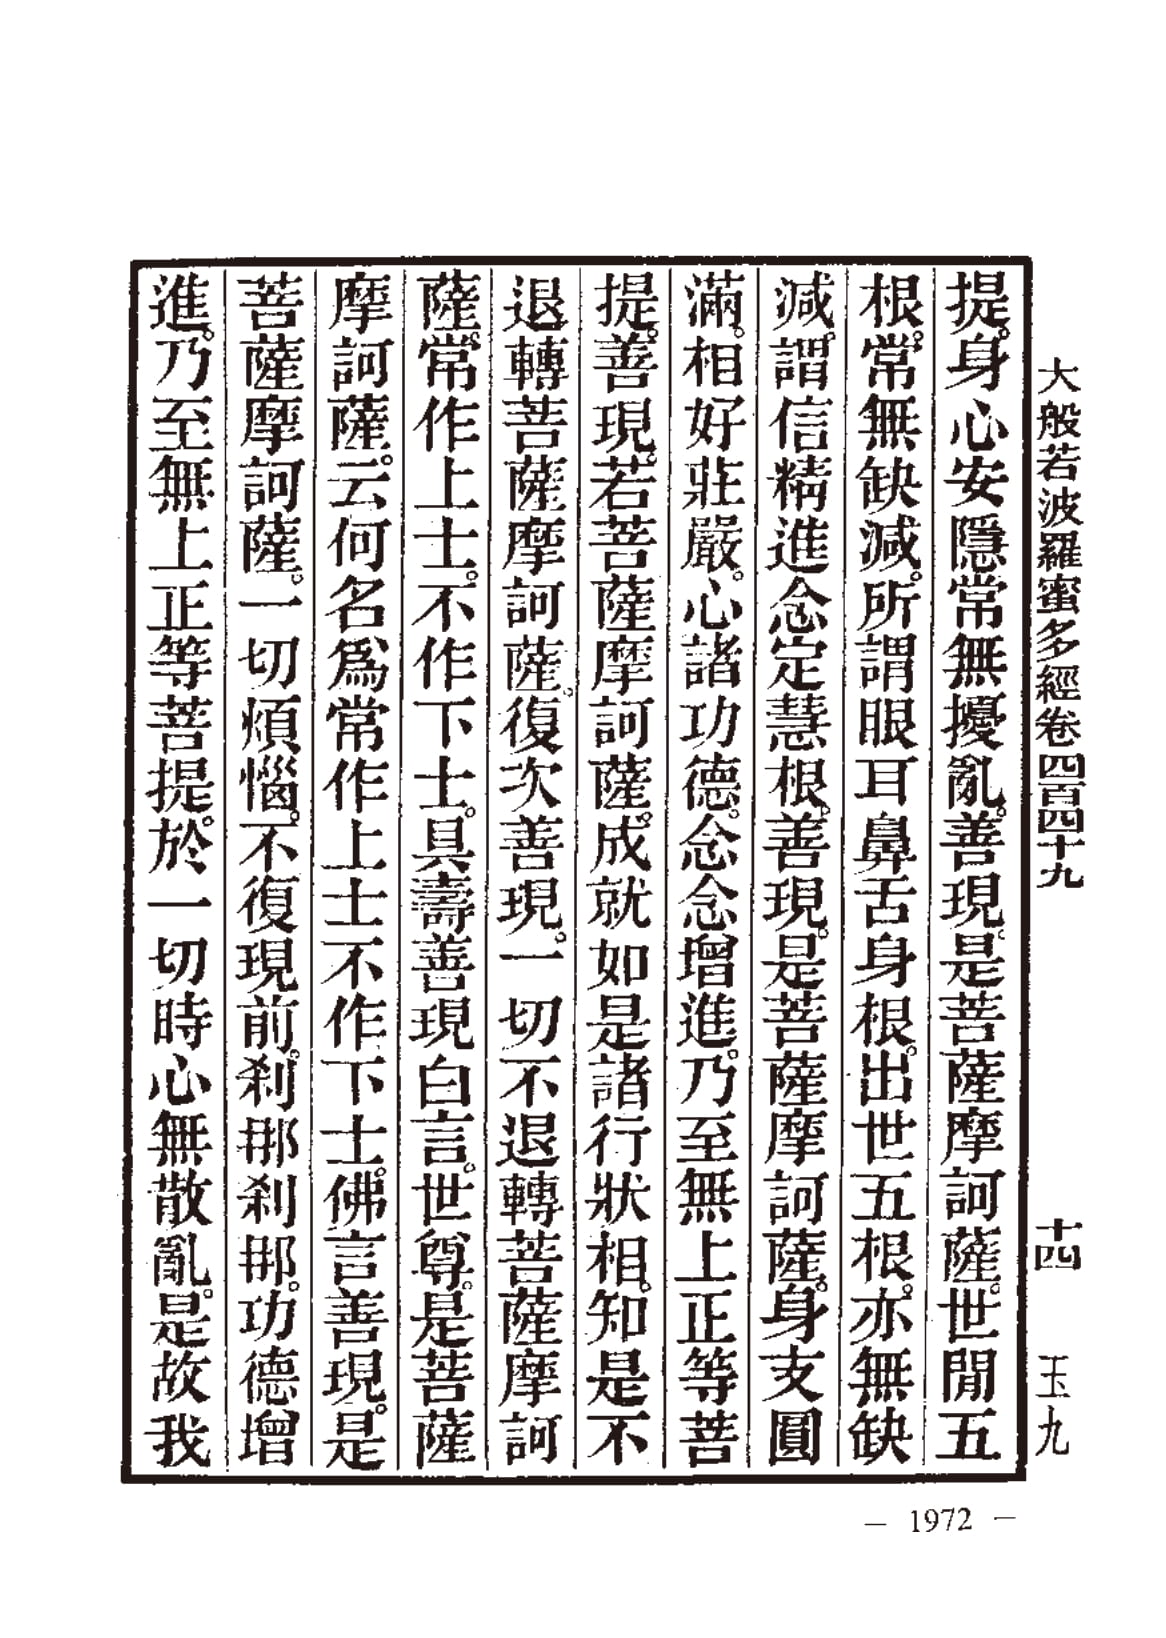 大般若波羅蜜多經卷四百四十九 十四 玉九
提。身心安隱常無擾亂。善現。是菩薩摩訶薩。世閒五
根。常無缺減。所謂眼耳鼻舌身根。出世五根。亦無缺
減。謂信精進念定慧根。善現。是菩薩摩訶薩。身支圓
滿。相好莊嚴。心諸功德。念念增進。乃至無上正等菩
提。善現。若菩薩摩訶薩。成就如是諸行狀相。知是不
退轉菩薩摩訶薩。復次善現。一切不退轉菩薩摩訶
薩。常作上士。不作下士。具壽善現白言。世尊。是菩薩
摩訶薩。云何名爲常作上士不作下士。佛言善現。是
菩薩摩訶薩。一切煩惱。不復現前。剎那剎那。功德增
進。乃至無上正等菩提。於一切時心無散亂。是故我
— 1972 —